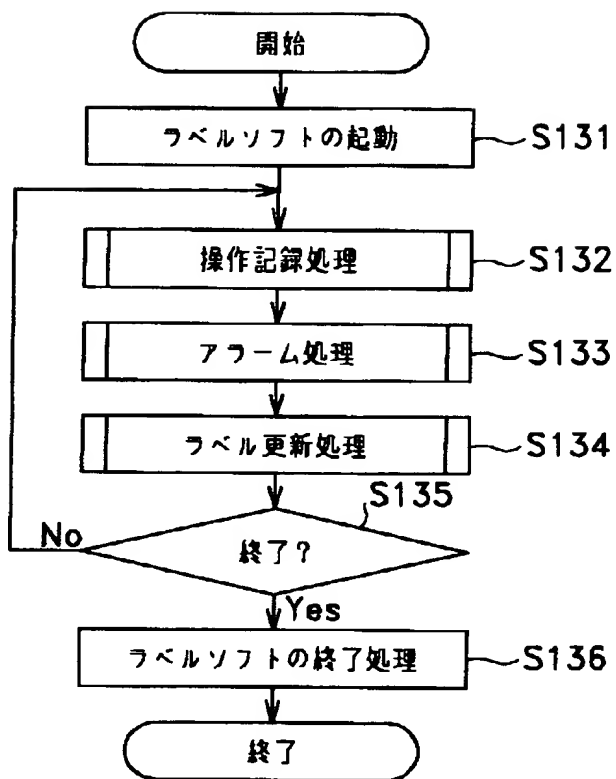 開始
ラベルソフトの起動 S131
操作記録処理 S132
アラーム処理 S133
ラベル更新処理 S134
S135
No 終了?
Yes
ラベルソフトの終了処理 S136
終了